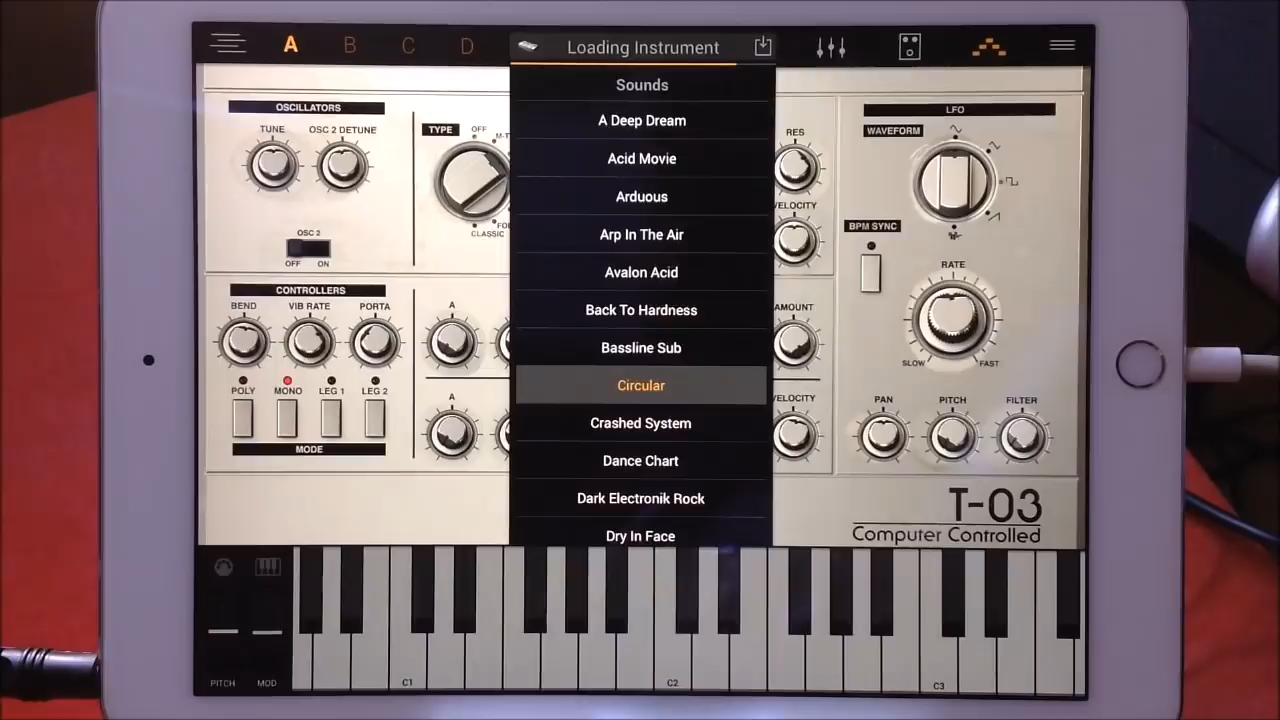 A B C D
Loading Instrument
Sounds
A Deep Dream
Acid Movie
Arduous
Arp In The Air
Avalon Acid
Back To Hardness
Bassline Sub
Circular
Crashed System
Dance Chart
Dark Electronik Rock
Dry In Face
OSCILLATORS
TUNE OSC 2 DETUNE
OSC 2
OFF ON
CONTROLLERS
BEND VIB RATE PORTA
POLY MONO LEG 1 LEG 2
MODE
TYPE OFF
CLASSIC
A
A
RES
VELOCITY
AMOUNT
VELOCITY
LFO
WAVEFORM
BPM SYNC
RATE
SLOW FAST
PAN PITCH FILTER
T-03
Computer Controlled
PITCH MOD
C1 C2 C3